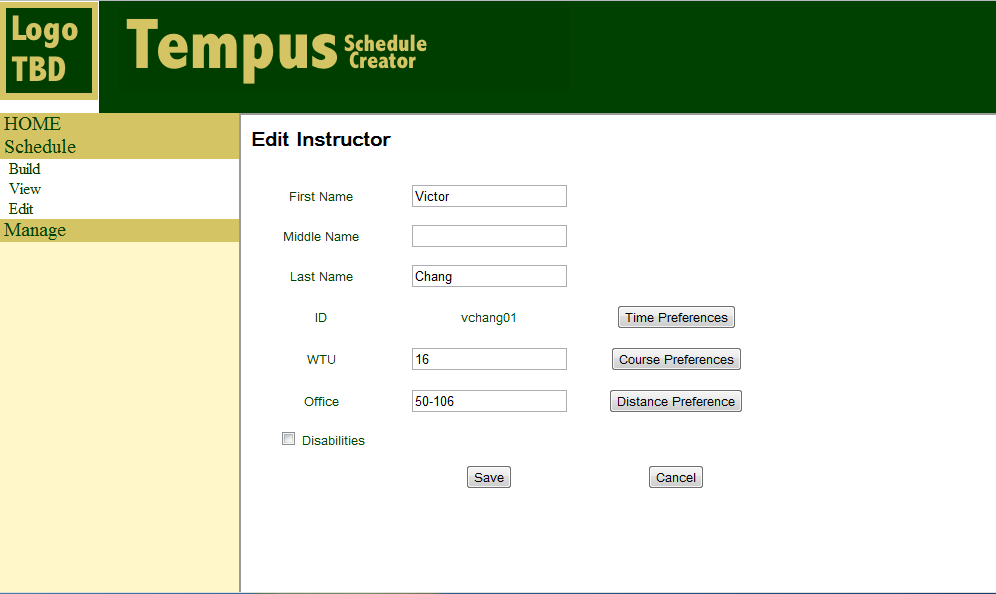 Logo
TBD
Tempus Schedule Creator
HOME
Schedule
Build
View
Edit
Manage
Edit Instructor
First Name Victor
Middle Name
Last Name Chang
ID vchang01 Time Preferences
WTU 16 Course Preferences
Office 50-106 Distance Preference
Disabilities
Save Cancel